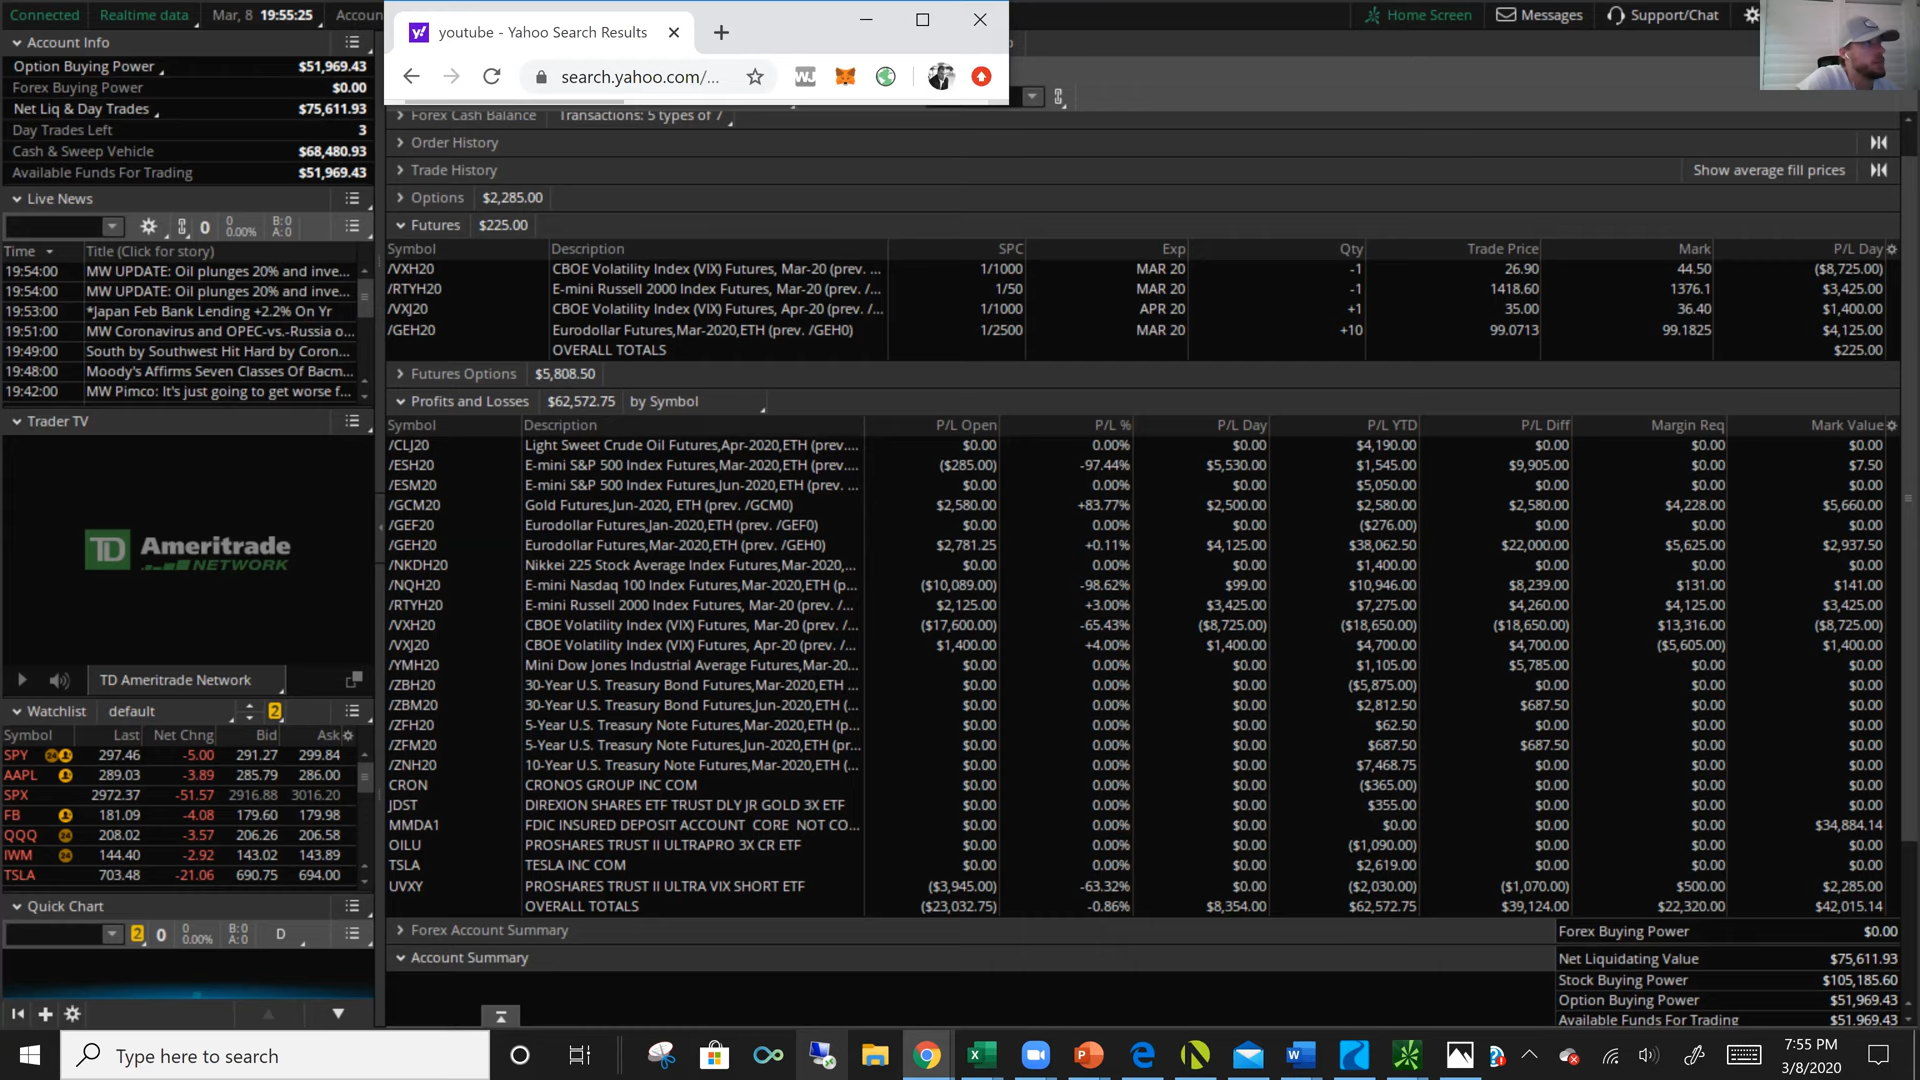 Connected Realtime data Mar, 8 19:55:25 Accoun
youtube - Yahoo Search Results
Home Screen Messages Support/Chat
search.yahoo.com/...
Account Info
Option Buying Power $51,969.43
Forex Buying Power $0.00
Net Liq & Day Trades $75,611.93
Day Trades Left 3
Cash & Sweep Vehicle $68,480.93
Available Funds For Trading $51,969.43
Live News
0 0 0.00% B: 0 A: 0
Time Title (Click for story)
19:54:00 MW UPDATE: Oil plunges 20% and inve...
19:54:00 MW UPDATE: Oil plunges 20% and inve...
19:53:00 *Japan Feb Bank Lending +2.2% On Yr
19:51:00 MW Coronavirus and OPEC-vs.-Russia o...
19:49:00 South by Southwest Hit Hard by Coron...
19:48:00 Moody's Affirms Seven Classes Of Bacm...
19:42:00 MW Pimco: It's just going to get worse f...
Trader TV
TD Ameritrade
NETWORK
TD Ameritrade Network
Watchlist default 2
Symbol Last Net Chng Bid Ask
SPY 297.46 -5.00 291.27 299.84
AAPL 289.03 -3.89 285.79 286.00
SPX 2972.37 -51.57 2916.88 3016.20
FB 181.09 -4.08 179.60 179.98
QQQ 208.02 -3.57 206.26 206.58
IWM 144.40 -2.92 143.02 143.89
TSLA 703.48 -21.06 690.75 694.00
Quick Chart
2 0 0 0.00% B: 0 A: 0 D
Forex Cash Balance Transactions: 5 types of 7
Order History
Trade History Show average fill prices
Options $2,285.00
Futures $225.00
Symbol Description SPC Exp Qty Trade Price Mark P/L Day
/VXH20 CBOE Volatility Index (VIX) Futures, Mar-20 (prev. ... 1/1000 MAR 20 -1 26.90 44.50 ($8,725.00)
/RTYH20 E-mini Russell 2000 Index Futures, Mar-20 (prev. /... 1/50 MAR 20 -1 1418.60 1376.1 $3,425.00
/VXJ20 CBOE Volatility Index (VIX) Futures, Apr-20 (prev. /... 1/1000 APR 20 +1 35.00 36.40 $1,400.00
/GEH20 Eurodollar Futures,Mar-2020,ETH (prev. /GEH0) 1/2500 MAR 20 +10 99.0713 99.1825 $4,125.00
OVERALL TOTALS $225.00
Futures Options $5,808.50
Profits and Losses $62,572.75 by Symbol
Symbol Description P/L Open P/L % P/L Day P/L YTD P/L Diff Margin Req Mark Value
/CLJ20 Light Sweet Crude Oil Futures,Apr-2020,ETH (prev.... $0.00 0.00% $0.00 $4,190.00 $0.00 $0.00 $0.00
/ESH20 E-mini S&P 500 Index Futures,Mar-2020,ETH (prev.... ($285.00) -97.44% $5,530.00 $1,545.00 $9,905.00 $0.00 $7.50
/ESM20 E-mini S&P 500 Index Futures,Jun-2020,ETH (prev. ... $0.00 0.00% $0.00 $5,050.00 $0.00 $0.00 $0.00
/GCM20 Gold Futures,Jun-2020, ETH (prev. /GCM0) $2,580.00 +83.77% $2,500.00 $2,580.00 $2,580.00 $4,228.00 $5,660.00
/GEF20 Eurodollar Futures,Jan-2020,ETH (prev. /GEF0) $0.00 0.00% $0.00 ($276.00) $0.00 $0.00 $0.00
/GEH20 Eurodollar Futures,Mar-2020,ETH (prev. /GEH0) $2,781.25 +0.11% $4,125.00 $38,062.50 $22,000.00 $5,625.00 $2,937.50
/NKDH20 Nikkei 225 Stock Average Index Futures,Mar-2020,... $0.00 0.00% $0.00 $1,400.00 $0.00 $0.00 $0.00
/NQH20 E-mini Nasdaq 100 Index Futures,Mar-2020,ETH (p... ($10,089.00) -98.62% $99.00 $10,946.00 $8,239.00 $131.00 $141.00
/RTYH20 E-mini Russell 2000 Index Futures, Mar-20 (prev. /... $2,125.00 +3.00% $3,425.00 $7,275.00 $4,260.00 $4,125.00 $3,425.00
/VXH20 CBOE Volatility Index (VIX) Futures, Mar-20 (prev. /... ($17,600.00) -65.43% ($8,725.00) ($18,650.00) ($18,650.00) $13,316.00 ($8,725.00)
/VXJ20 CBOE Volatility Index (VIX) Futures, Apr-20 (prev. /... $1,400.00 +4.00% $1,400.00 $4,700.00 $4,700.00 ($5,605.00) $1,400.00
/YMH20 Mini Dow Jones Industrial Average Futures,Mar-20... $0.00 0.00% $0.00 $1,105.00 $5,785.00 $0.00 $0.00
/ZBH20 30-Year U.S. Treasury Bond Futures,Mar-2020,ETH ... $0.00 0.00% $0.00 ($5,875.00) $0.00 $0.00 $0.00
/ZBM20 30-Year U.S. Treasury Bond Futures,Jun-2020,ETH ... $0.00 0.00% $0.00 $2,812.50 $687.50 $0.00 $0.00
/ZFH20 5-Year U.S. Treasury Note Futures,Mar-2020,ETH (p... $0.00 0.00% $0.00 $62.50 $0.00 $0.00 $0.00
/ZFM20 5-Year U.S. Treasury Note Futures,Jun-2020,ETH (pr... $0.00 0.00% $0.00 $687.50 $687.50 $0.00 $0.00
/ZNH20 10-Year U.S. Treasury Note Futures,Mar-2020,ETH (... $0.00 0.00% $0.00 $7,468.75 $0.00 $0.00 $0.00
CRON CRONOS GROUP INC COM $0.00 0.00% $0.00 ($365.00) $0.00 $0.00 $0.00
JDST DIREXION SHARES ETF TRUST DLY JR GOLD 3X ETF $0.00 0.00% $0.00 $355.00 $0.00 $0.00 $0.00
MMDA1 FDIC INSURED DEPOSIT ACCOUNT CORE NOT CO... $0.00 0.00% $0.00 $0.00 $0.00 $0.00 $34,884.14
OILU PROSHARES TRUST II ULTRAPRO 3X CR ETF $0.00 0.00% $0.00 ($1,090.00) $0.00 $0.00 $0.00
TSLA TESLA INC COM $0.00 0.00% $0.00 $2,619.00 $0.00 $0.00 $0.00
UVXY PROSHARES TRUST II ULTRA VIX SHORT ETF ($3,945.00) -63.32% $0.00 ($2,030.00) ($1,070.00) $500.00 $2,285.00
OVERALL TOTALS ($23,032.75) -0.86% $8,354.00 $62,572.75 $39,124.00 $22,320.00 $42,015.14
Forex Account Summary
Account Summary
Forex Buying Power $0.00
Net Liquidating Value $75,611.93
Stock Buying Power $105,185.60
Option Buying Power $51,969.43
Available Funds For Trading $51,969.43
Type here to search
7:55 PM
3/8/2020